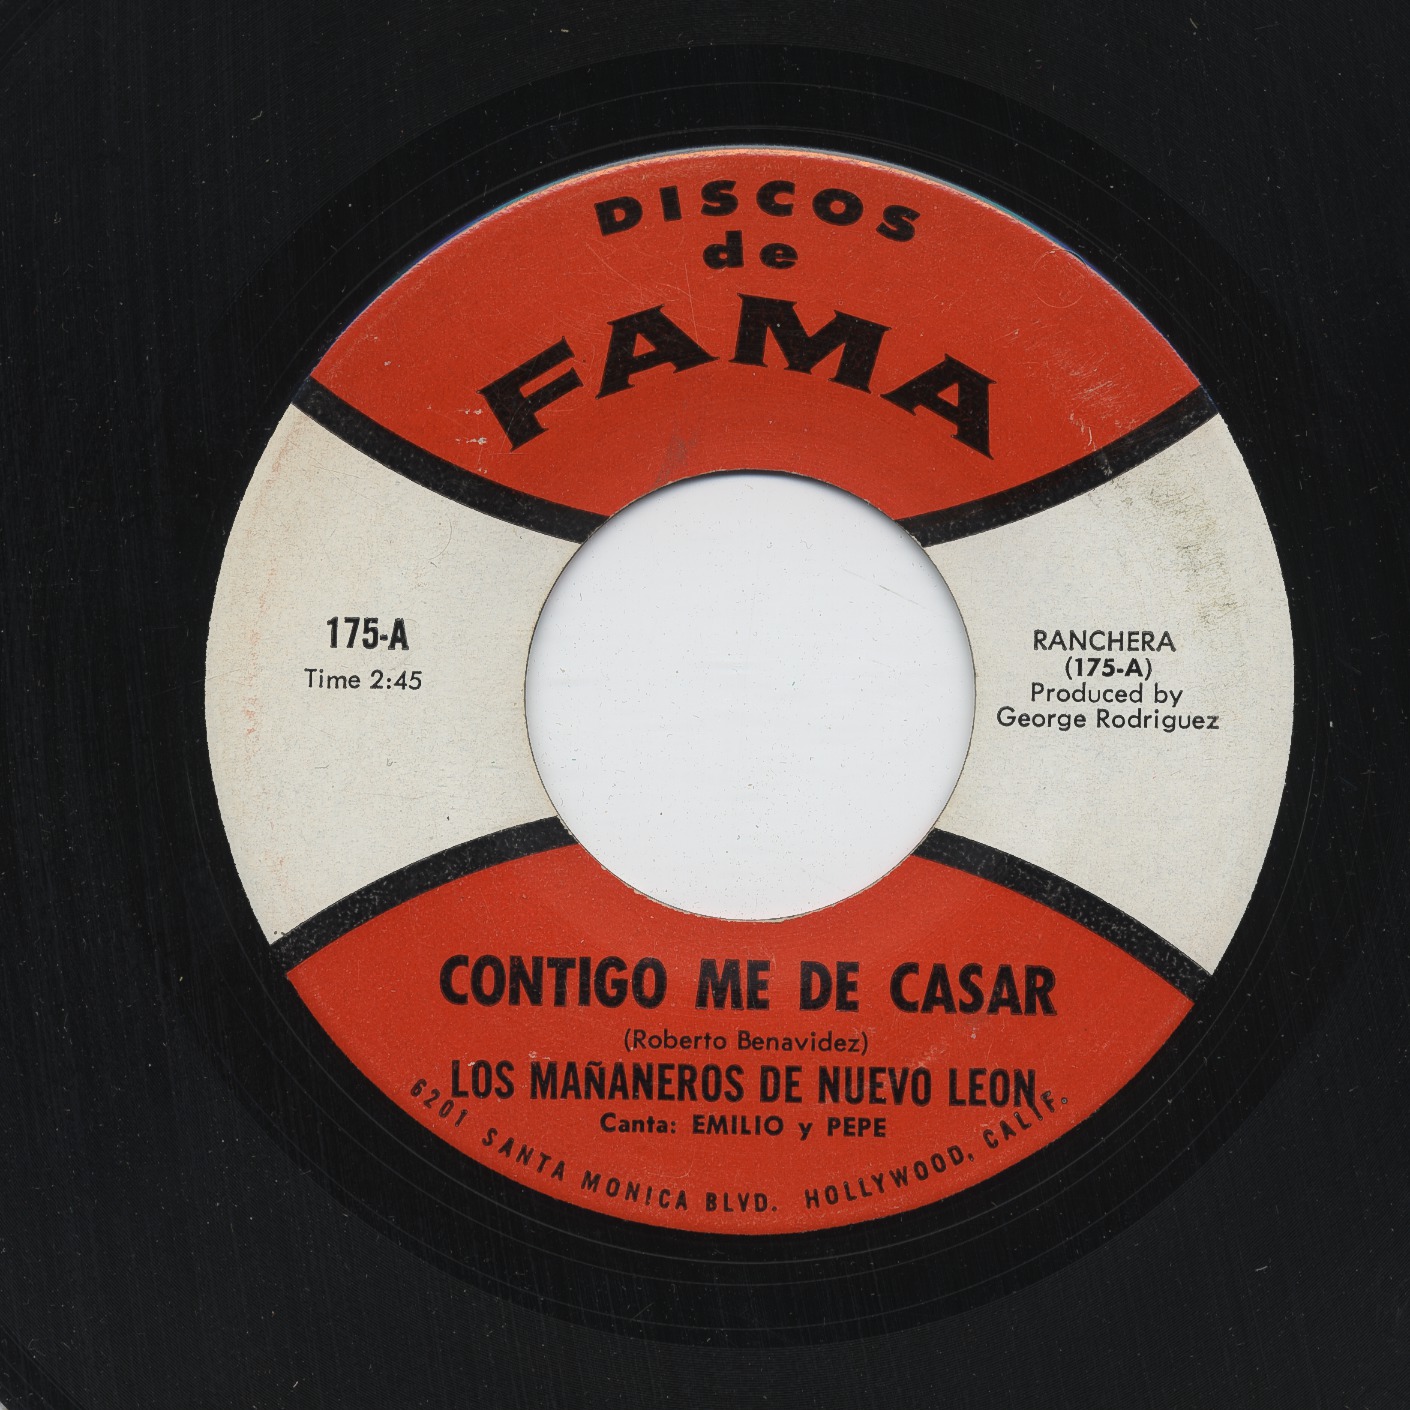 DISCOS
de
FAMA
175-A
Time 2:45
RANCHERA
(175-A)
Produced by
George Rodriguez
CONTIGO ME DE CASAR
(Roberto Benavidez)
LOS MAÑANEROS DE NUEVO LEON
Canta: EMILIO y PEPE
6201 SANTA MONICA BLVD. HOLLYWOOD, CALIF.